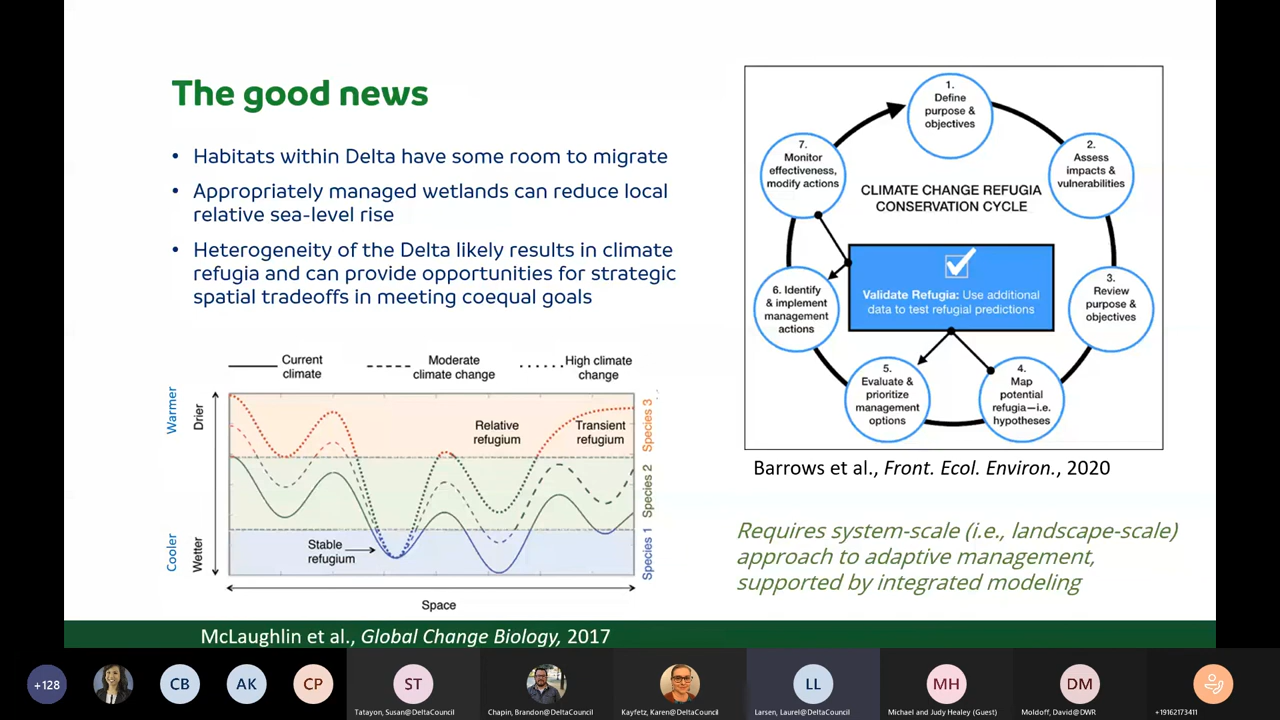 The good news
• Habitats within Delta have some room to migrate
• Appropriately managed wetlands can reduce local
relative sea-level rise
• Heterogeneity of the Delta likely results in climate
refugia and can provide opportunities for strategic
spatial tradeoffs in meeting coequal goals
Current
climate
Moderate
climate change
High climate
change
Warmer
Cooler
Drier
Wetter
Relative
refugium
Transient
refugium
Stable
refugium
Species 3
Species 2
Species 1
Space
McLaughlin et al., Global Change Biology, 2017
1.
Define
purpose &
objectives
2.
Assess
impacts &
vulnerabilities
3.
Review
purpose &
objectives
4.
Map
potential
refugia—i.e.
hypotheses
5.
Evaluate &
prioritize
management
options
6. Identify
& implement
management
actions
7.
Monitor
effectiveness,
modify actions
CLIMATE CHANGE REFUGIA
CONSERVATION CYCLE
Validate Refugia: Use additional
data to test refugial predictions
Barrows et al., Front. Ecol. Environ., 2020
Requires system-scale (i.e., landscape-scale)
approach to adaptive management,
supported by integrated modeling
+128
CB
AK
CP
ST
Tatayon, Susan@DeltaCouncil
Chapin, Brandon@DeltaCouncil
Kayfetz, Karen@DeltaCouncil
LL
Larsen, Laurel@DeltaCouncil
MH
Michael and Judy Healey (Guest)
DM
Moldoff, David@DWR
+19162173411